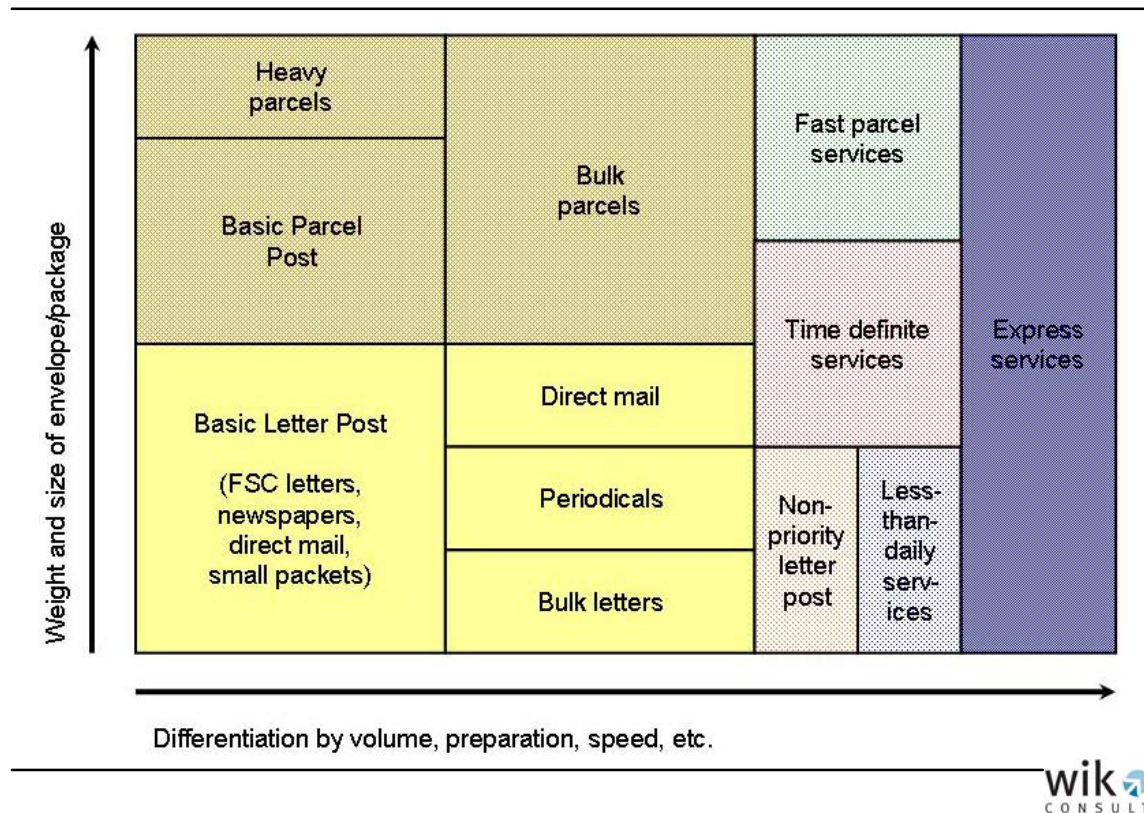 Weight and size of envelope/package
Heavy
parcels
Basic Parcel
Post
Basic Letter Post
(FSC letters,
newspapers,
direct mail,
small packets)
Bulk
parcels
Direct mail
Periodicals
Bulk letters
Fast parcel
services
Time definite
services
Non-
priority
letter
post
Less-
than-
daily
serv-
ices
Express
services
Differentiation by volume, preparation, speed, etc.
wik
CONSULT